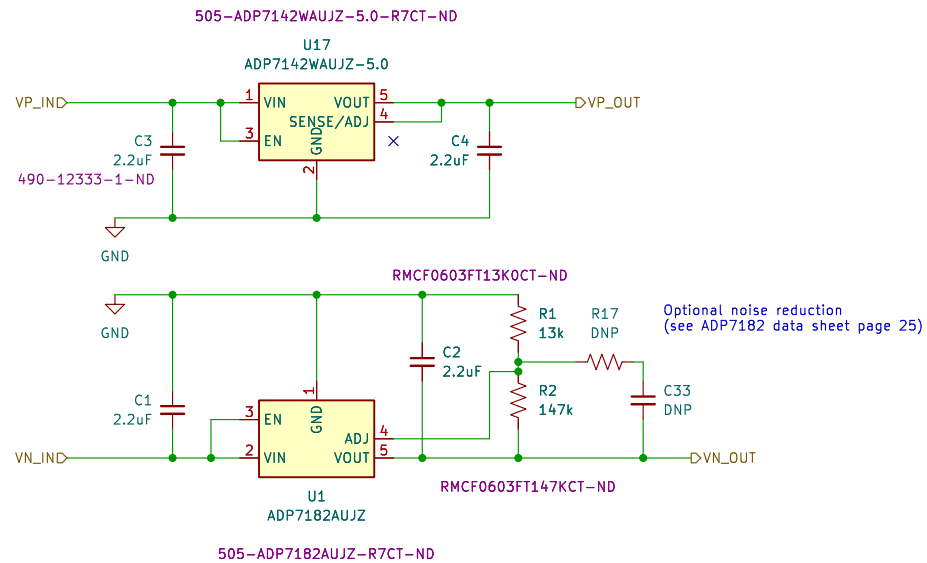 505-ADP7142WAUJZ-5.0-R7CT-ND
U17
ADP7142WAUJZ-5.0
VP_IN
1
VIN
VOUT
5
VP_OUT
SENSE/ADJ
4
3
EN
GND
2
C3
2.2uF
C4
2.2uF
490-12333-1-ND
GND
RMCF0603FT13K0CT-ND
GND
R1
13k
R17
DNP
Optional noise reduction
(see ADP7182 data sheet page 25)
C2
2.2uF
1
GND
R2
147k
C33
DNP
C1
2.2uF
3
EN
ADJ
4
VN_IN
2
VIN
VOUT
5
VN_OUT
RMCF0603FT147KCT-ND
U1
ADP7182AUJZ
505-ADP7182AUJZ-R7CT-ND